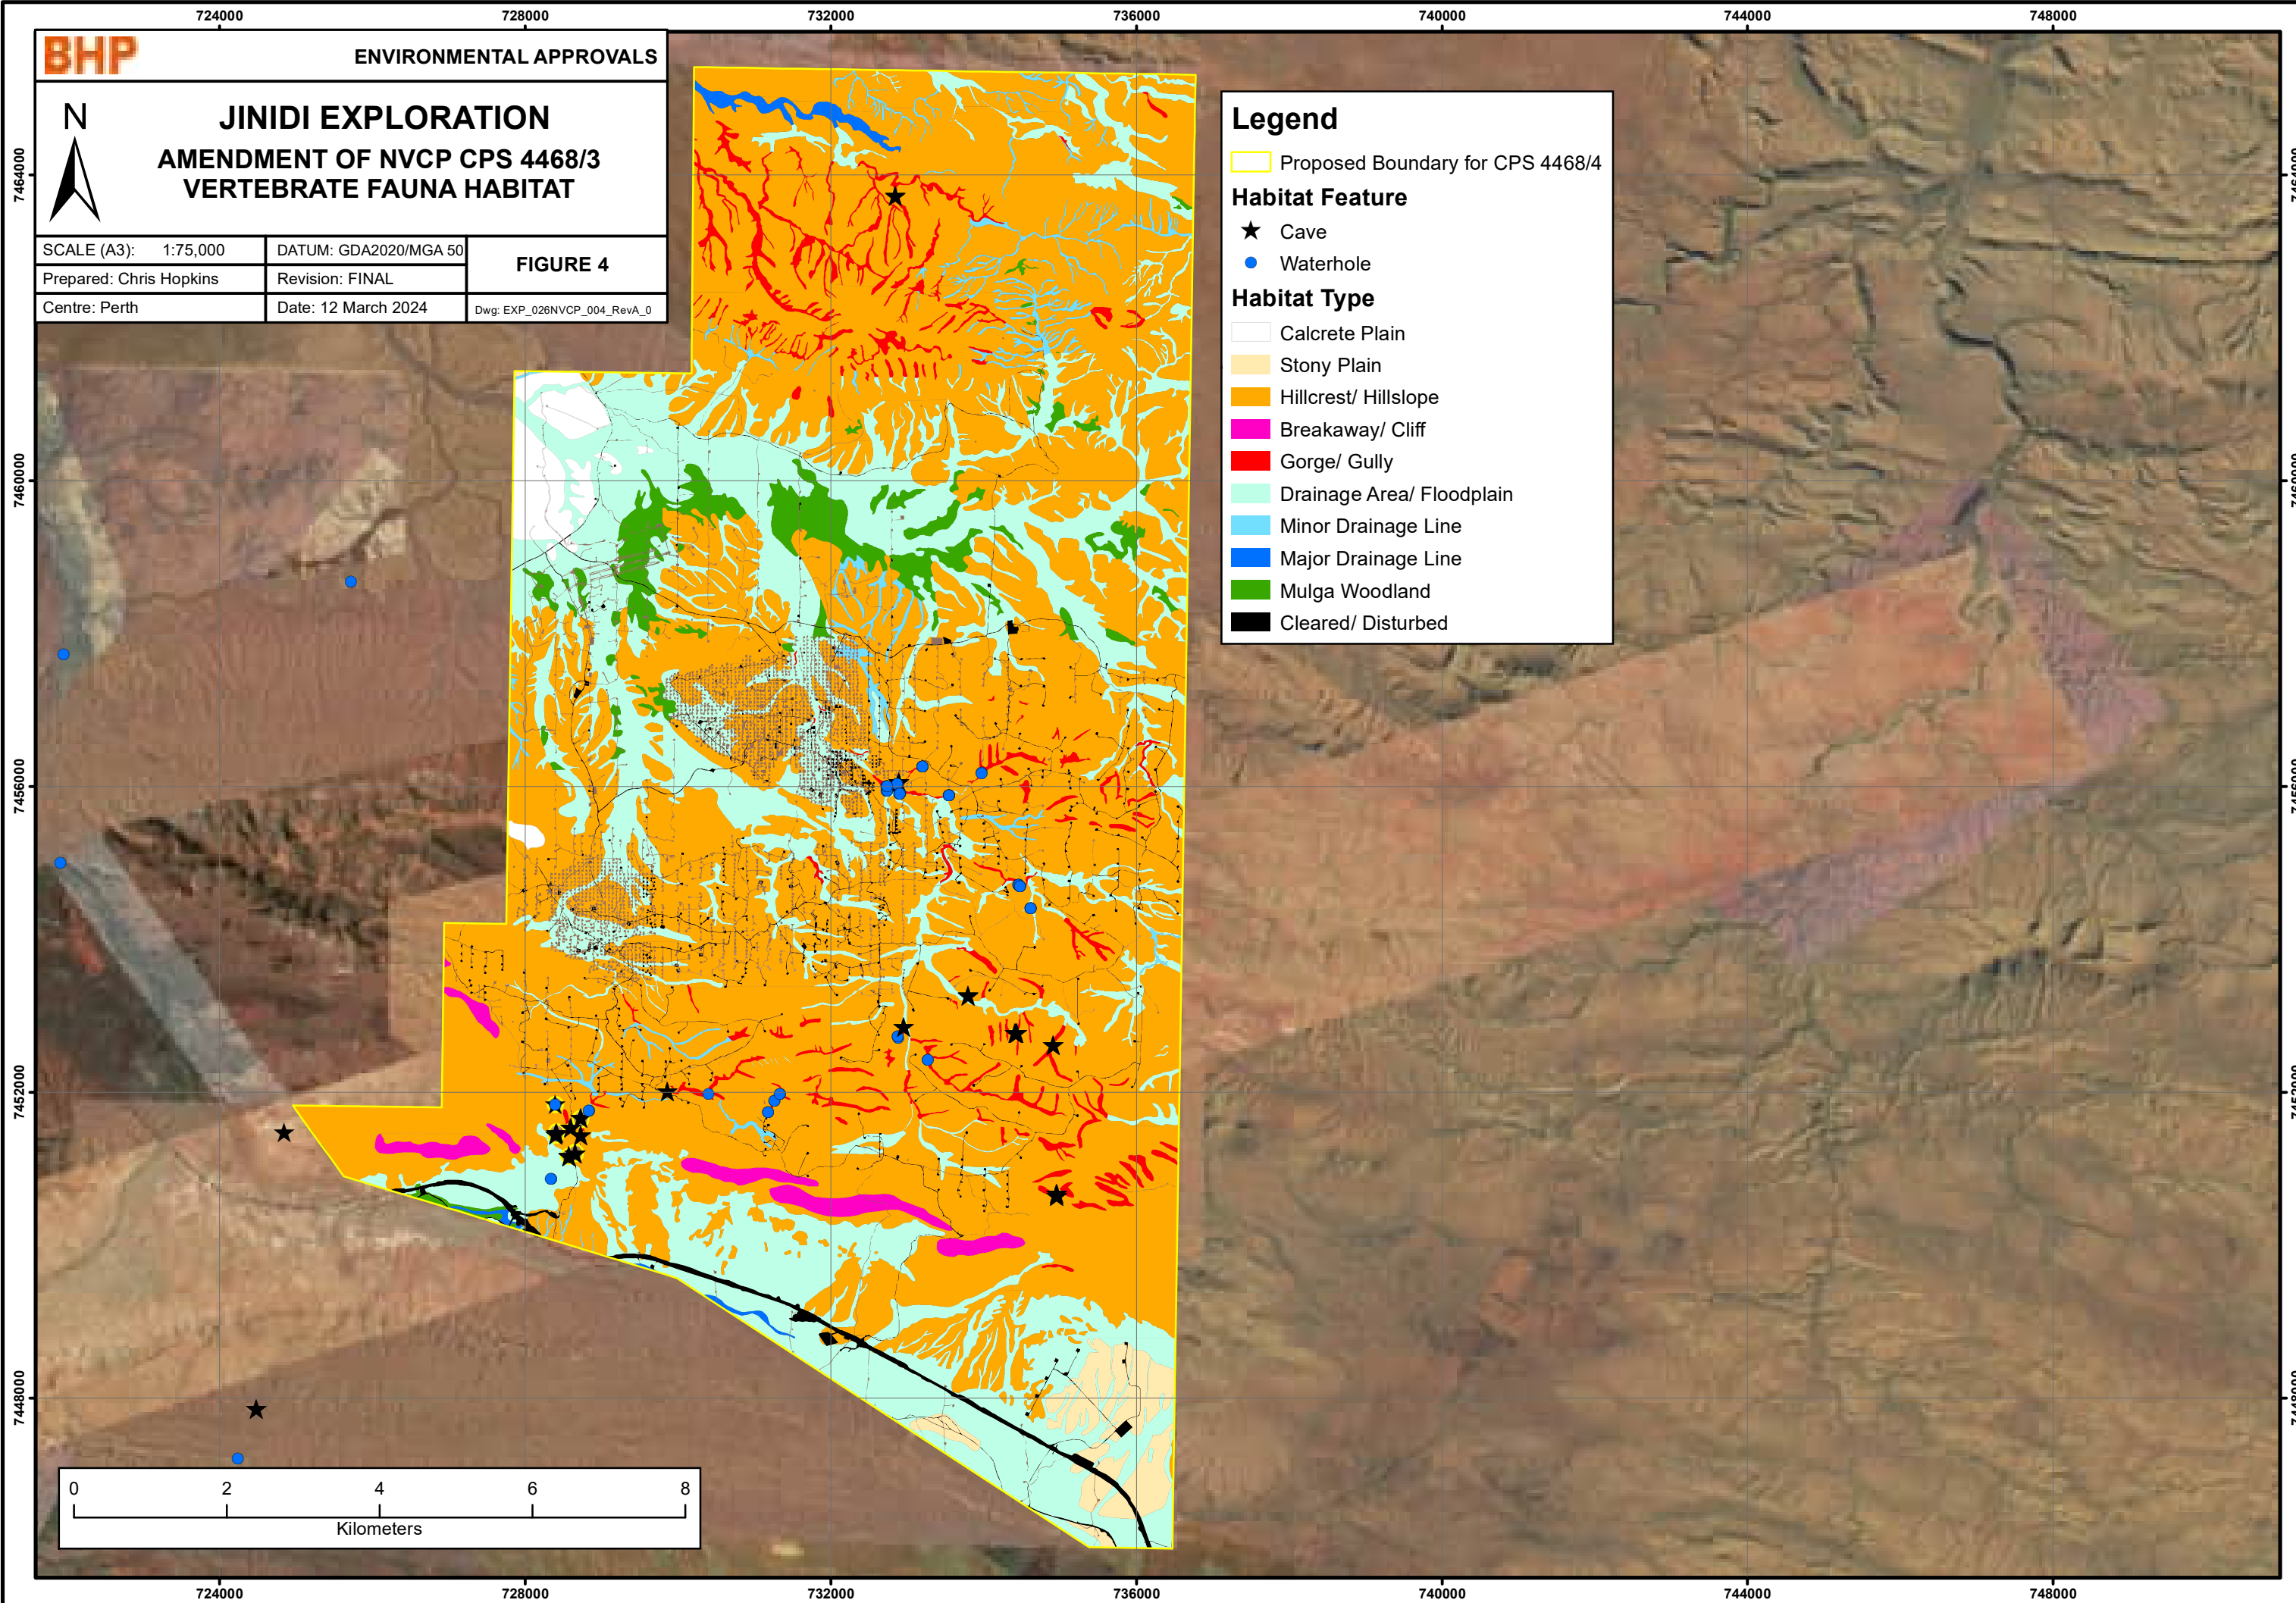 724000 728000 732000 736000 740000 744000 748000
BHP
ENVIRONMENTAL APPROVALS
N
JINIDI EXPLORATION
AMENDMENT OF NVCP CPS 4468/3
VERTEBRATE FAUNA HABITAT
SCALE (A3): 1:75,000
DATUM: GDA2020/MGA 50
FIGURE 4
Prepared: Chris Hopkins
Revision: FINAL
Centre: Perth
Date: 12 March 2024
Dwg: EXP_026NVCP_004_RevA_0
Legend
Proposed Boundary for CPS 4468/4
Habitat Feature
Cave
Waterhole
Habitat Type
Calcrete Plain
Stony Plain
Hillcrest/ Hillslope
Breakaway/ Cliff
Gorge/ Gully
Drainage Area/ Floodplain
Minor Drainage Line
Major Drainage Line
Mulga Woodland
Cleared/ Disturbed
7464000
7464000
7460000
7460000
7456000
7456000
7452000
7452000
7448000
7448000
0 2 4 6 8
Kilometers
724000 728000 732000 736000 740000 744000 748000